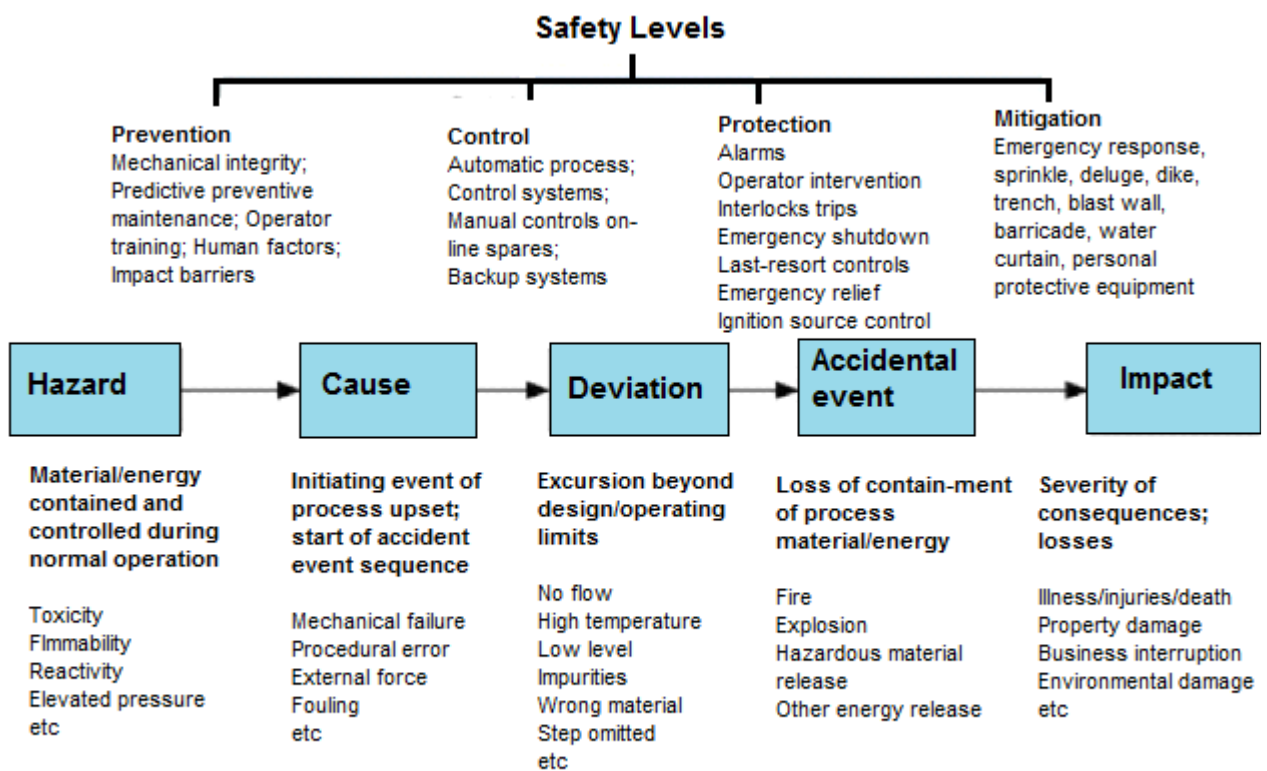 Safety Levels
Prevention
Mechanical integrity;
Predictive preventive
maintenance; Operator
training; Human factors;
Impact barriers
Control
Automatic process;
Control systems;
Manual controls on-
line spares;
Backup systems
Protection
Alarms
Operator intervention
Interlocks trips
Emergency shutdown
Last-resort controls
Emergency relief
Ignition source control
Mitigation
Emergency response,
sprinkle, deluge, dike,
trench, blast wall,
barricade, water
curtain, personal
protective equipment
Hazard
Cause
Deviation
Accidental
event
Impact
Material/energy
contained and
controlled during
normal operation
Toxicity
Flmmability
Reactivity
Elevated pressure
etc
Initiating event of
process upset;
start of accident
event sequence
Mechanical failure
Procedural error
External force
Fouling
etc
Excursion beyond
design/operating
limits
No flow
High temperature
Low level
Impurities
Wrong material
Step omitted
etc
Loss of contain-ment
of process
material/energy
Fire
Explosion
Hazardous material
release
Other energy release
Severity of
consequences;
losses
Illness/injuries/death
Property damage
Business interruption
Environmental damage
etc